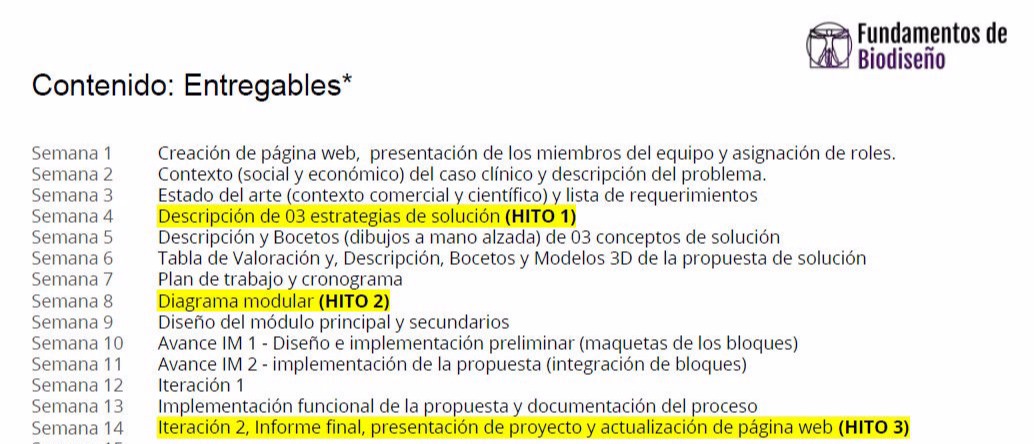 Fundamentos de
Biodiseño
Contenido: Entregables*
Semana 1 Creación de página web, presentación de los miembros del equipo y asignación de roles.
Semana 2 Contexto (social y económico) del caso clínico y descripción del problema.
Semana 3 Estado del arte (contexto comercial y científico) y lista de requerimientos
Semana 4 Descripción de 03 estrategias de solución (HITO 1)
Semana 5 Descripción y Bocetos (dibujos a mano alzada) de 03 conceptos de solución
Semana 6 Tabla de Valoración y, Descripción, Bocetos y Modelos 3D de la propuesta de solución
Semana 7 Plan de trabajo y cronograma
Semana 8 Diagrama modular (HITO 2)
Semana 9 Diseño del módulo principal y secundarios
Semana 10 Avance IM 1 - Diseño e implementación preliminar (maquetas de los bloques)
Semana 11 Avance IM 2 - implementación de la propuesta (integración de bloques)
Semana 12 Iteración 1
Semana 13 Implementación funcional de la propuesta y documentación del proceso
Semana 14 Iteración 2, Informe final, presentación de proyecto y actualización de página web (HITO 3)